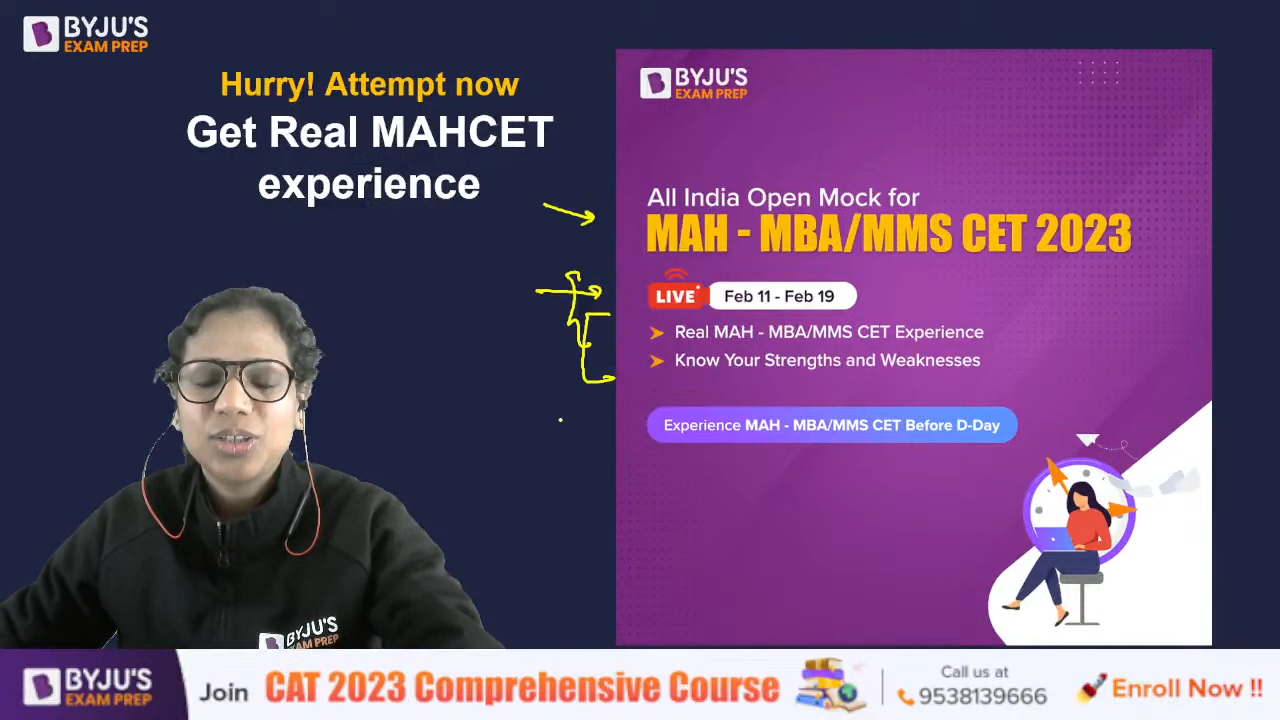 BYJU'S
EXAM PREP
Hurry! Attempt now
Get Real MAHCET
experience
BYJU'S
EXAM PREP
All India Open Mock for
MAH - MBA/MMS CET 2023
LIVE Feb 11 - Feb 19
Real MAH - MBA/MMS CET Experience
Know Your Strengths and Weaknesses
Experience MAH - MBA/MMS CET Before D-Day
BYJU'S
EXAM PREP
BYJU'S
EXAM PREP
Join CAT 2023 Comprehensive Course
Call us at
9538139666
Enroll Now !!